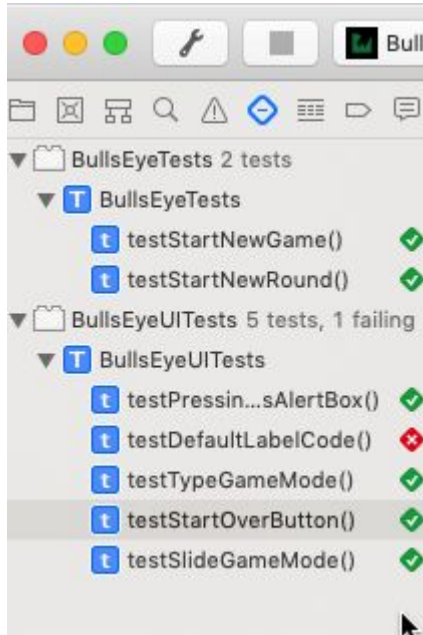 Bull
BullsEyeTests 2 tests
T BullsEyeTests
t testStartNewGame()
t testStartNewRound()
BullsEyeUITests 5 tests, 1 failing
T BullsEyeUITests
t testPressin...sAlertBox()
t testDefaultLabelCode()
t testTypeGameMode()
t testStartOverButton()
t testSlideGameMode()